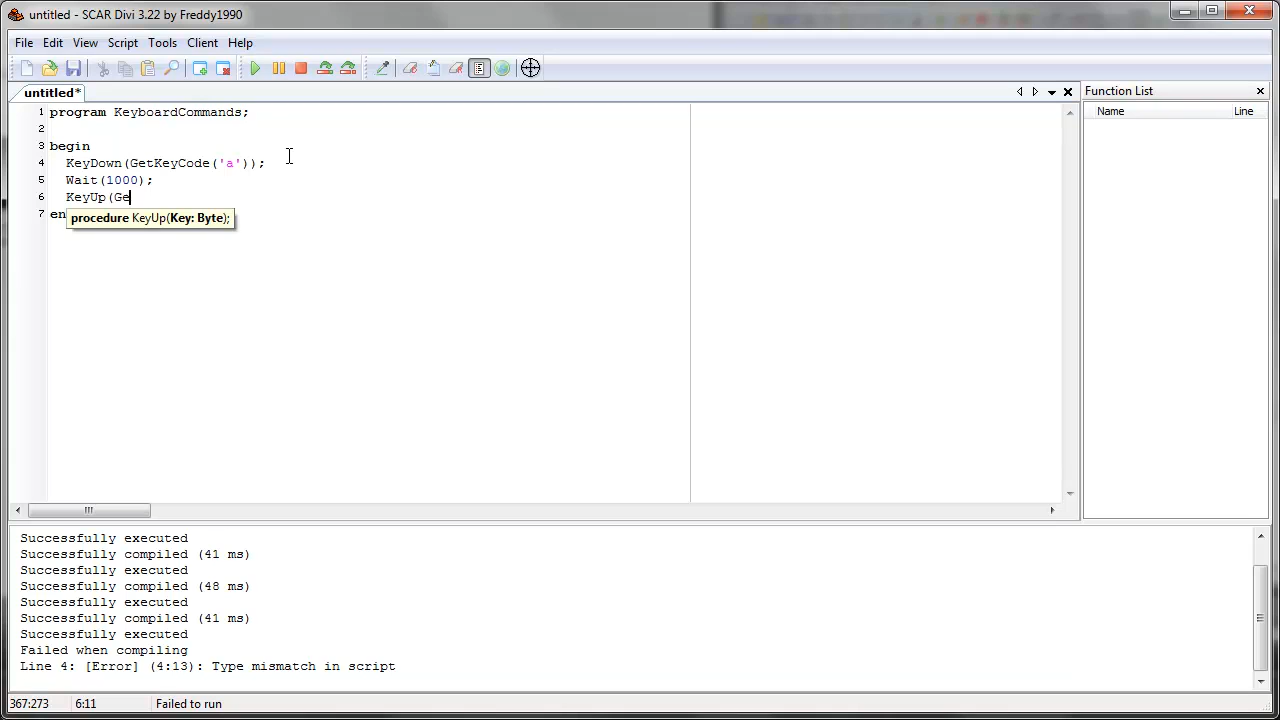 untitled - SCAR Divi 3.22 by Freddy1990
File Edit View Script Tools Client Help
untitled*
Function List
Name Line
1 program KeyboardCommands;
2
3 begin
4 KeyDown(GetKeyCode('a'));
5 Wait(1000);
6 KeyUp(Ge
7 en
procedure KeyUp(Key: Byte);
Successfully executed
Successfully compiled (41 ms)
Successfully executed
Successfully compiled (48 ms)
Successfully executed
Successfully compiled (41 ms)
Successfully executed
Failed when compiling
Line 4: [Error] (4:13): Type mismatch in script
367:273 6:11 Failed to run